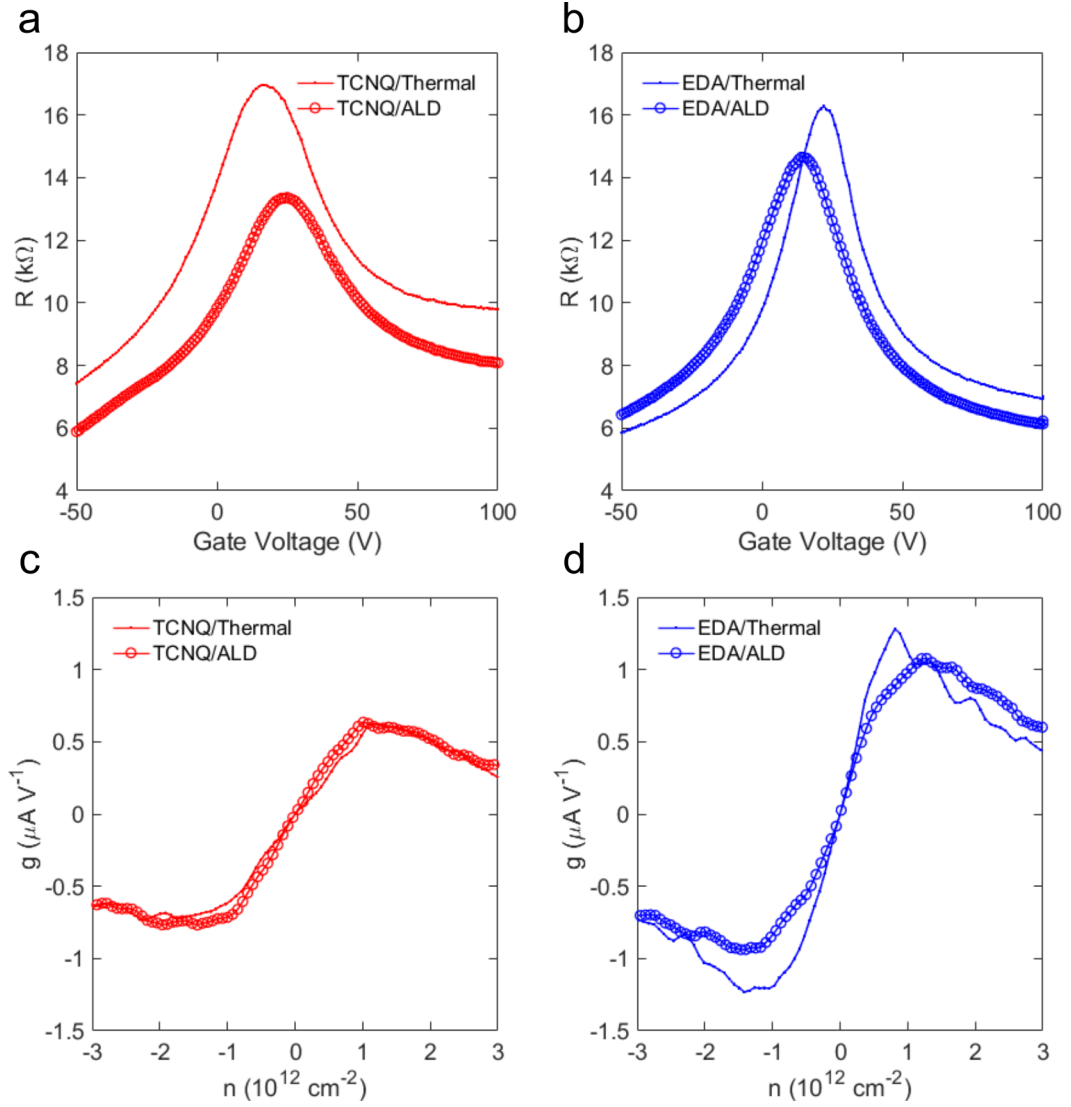 a
18
16
14
12
10
8
6
4
R (kΩ)
TCNQ/Thermal
TCNQ/ALD
-50
0
50
100
Gate Voltage (V)
b
18
16
14
12
10
8
6
4
R (kΩ)
EDA/Thermal
EDA/ALD
-50
0
50
100
Gate Voltage (V)
c
1.5
1
0.5
0
-0.5
-1
-1.5
g (μA V⁻¹)
TCNQ/Thermal
TCNQ/ALD
-3
-2
-1
0
1
2
3
n (10¹² cm⁻²)
d
1.5
1
0.5
0
-0.5
-1
-1.5
g (μA V⁻¹)
EDA/Thermal
EDA/ALD
-3
-2
-1
0
1
2
3
n (10¹² cm⁻²)